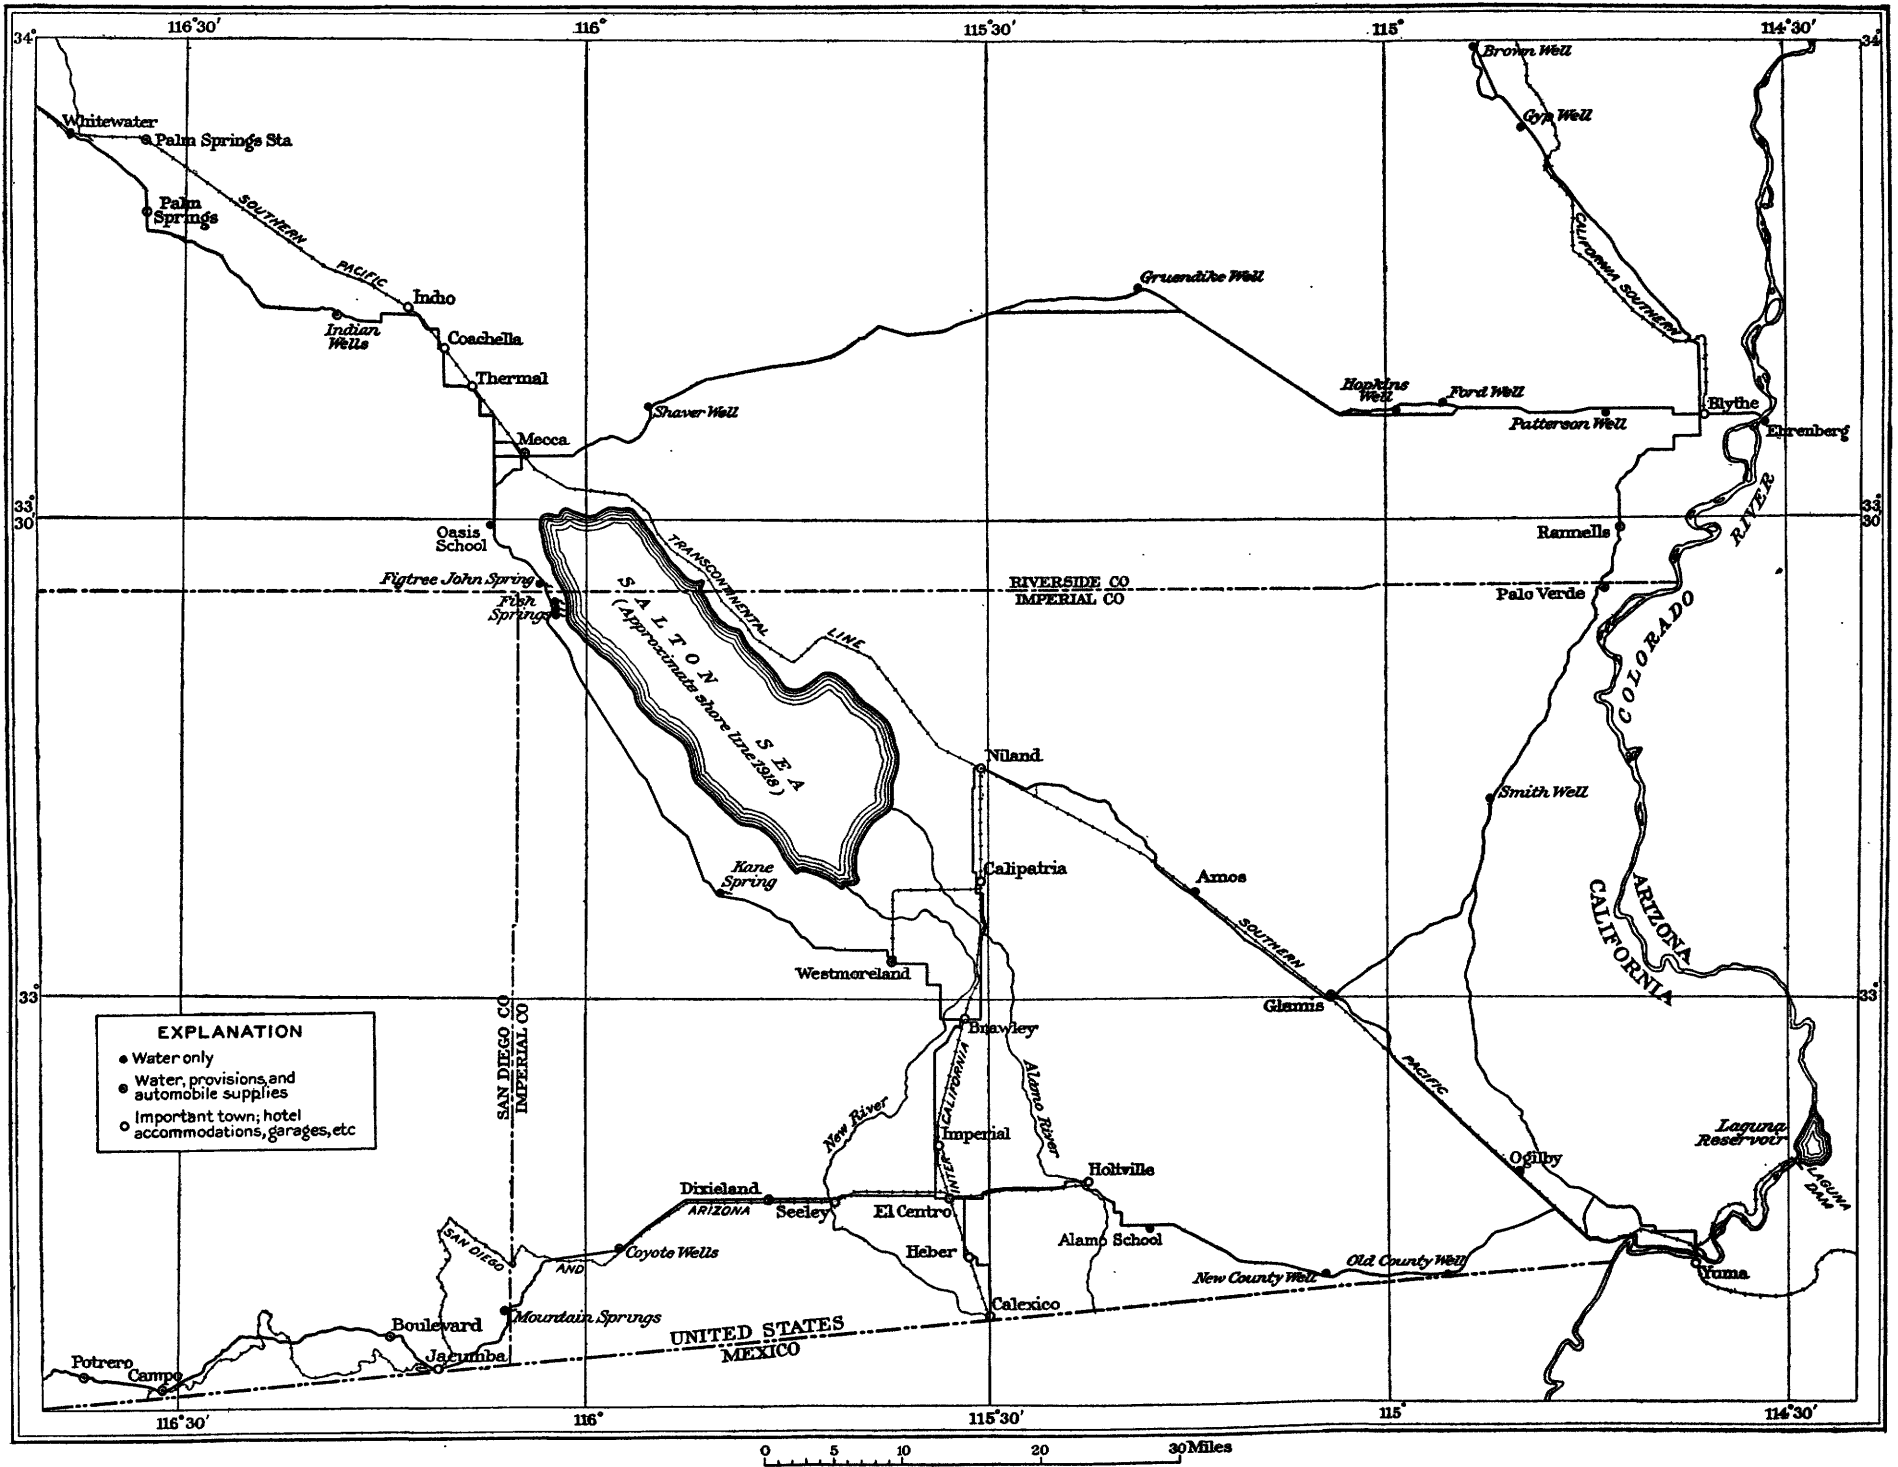 116°30'
116°
115°30'
115°
114°30'
34°
34°
Brown Well
Gyp Well
Whitewater
Palm Springs Sta
Palm
Springs
SOUTHERN
PACIFIC
CALIFORNIA SOUTHERN
Gruendike Well
Indio
Indian
Wells
Coachella
Thermal
Shaver Well
Hopkins
Well
Ford Well
Blythe
Patterson Well
Ehrenberg
Mecca
33°
30'
33°
30'
Oasis
School
Rannells
RIVER
TRANSCONTINENTAL
LINE
Figtree John Spring
Fish
Springs
RIVERSIDE CO
IMPERIAL CO
Palo Verde
COLORADO
SALTON SEA
(Approximate shore line 1918)
Niland
Smith Well
Kane
Spring
Calipatria
Amos
ARIZONA
CALIFORNIA
SOUTHERN
Westmoreland
33°
33°
Glamis
SAN DIEGO CO
IMPERIAL CO
Brawley
EXPLANATION
Water only
Water, provisions, and
automobile supplies
Important town; hotel
accommodations, garages, etc
CALIFORNIA
PACIFIC
New River
Alamo River
Imperial
INTER
Laguna
Reservoir
LAGUNA
DAM
Ogilby
Holtville
Dixieland
ARIZONA
Seeley
El Centro
Alamo School
SAN DIEGO
AND
Coyote Wells
Heber
New County Well
Old County Well
Yuma
Mountain Springs
Calexico
Boulevard
UNITED STATES
MEXICO
Jacumba
Potrero
Campo
116°30'
116°
115°30'
115°
114°30'
0 5 10 20 30 Miles